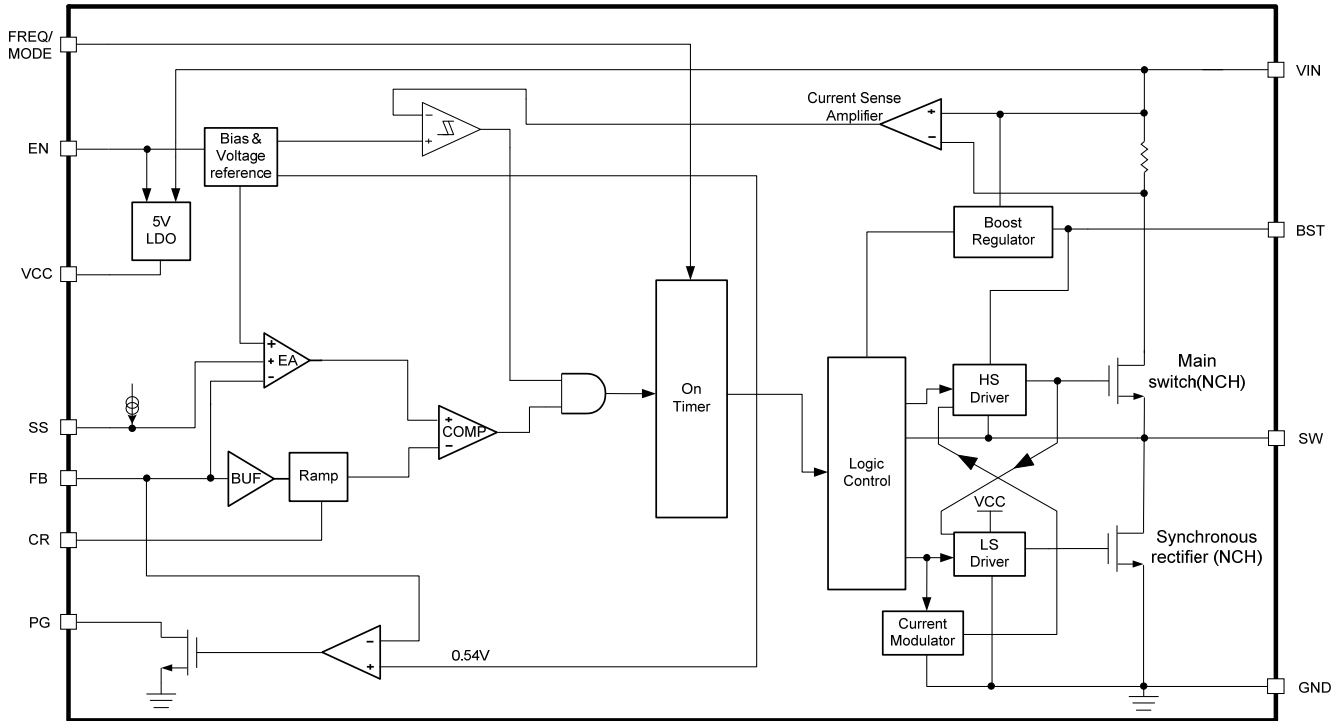 FREQ/
MODE
VIN
Current Sense
Amplifier
+
−
−
+
EN
Bias &
Voltage
reference
5V
LDO
Boost
Regulator
BST
VCC
+
+ EA
−
On
Timer
HS
Driver
Main
switch(NCH)
SS
+
COMP
−
SW
FB
BUF
Ramp
Logic
Control
VCC
CR
LS
Driver
Synchronous
rectifier (NCH)
PG
−
+
0.54V
Current
Modulator
GND